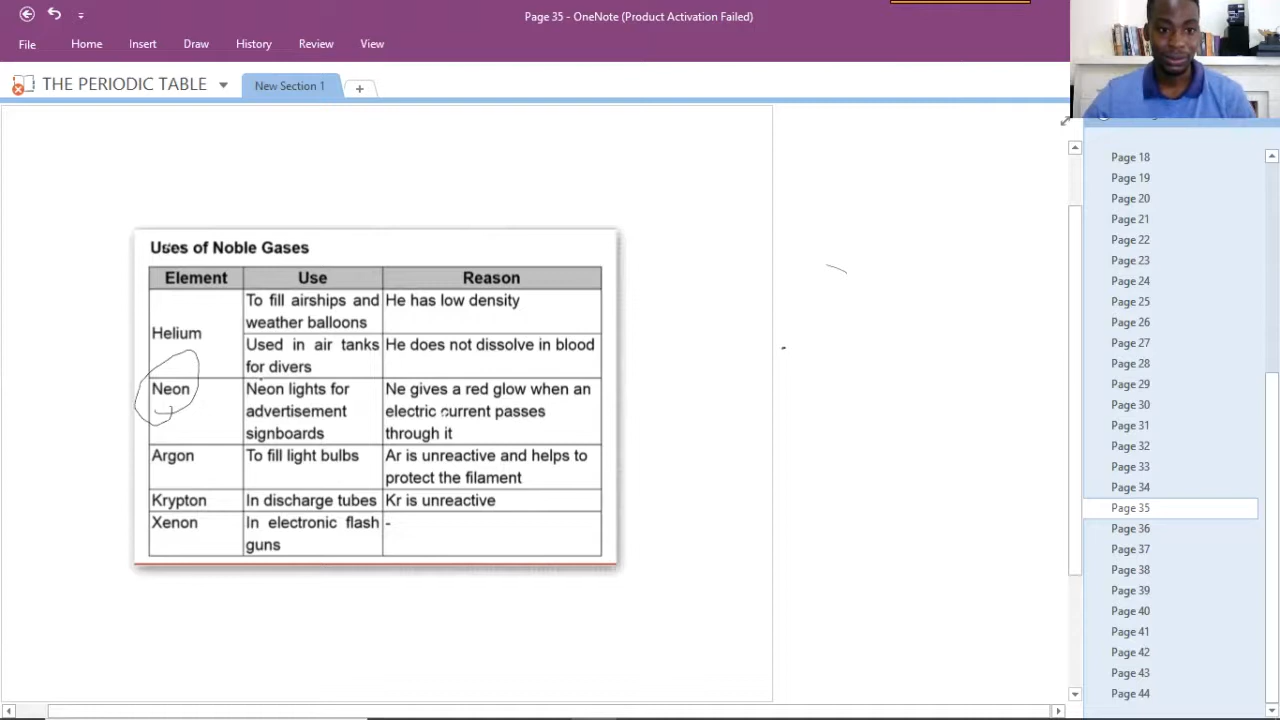 Page 35 - OneNote (Product Activation Failed)
File Home Insert Draw History Review View
THE PERIODIC TABLE New Section 1
Uses of Noble Gases
Element Use Reason
Helium
To fill airships and
weather balloons
He has low density
Used in air tanks
for divers
He does not dissolve in blood
Neon
Neon lights for
advertisement
signboards
Ne gives a red glow when an
electric current passes
through it
Argon
To fill light bulbs
Ar is unreactive and helps to
protect the filament
Krypton
In discharge tubes
Kr is unreactive
Xenon
In electronic flash
guns
-
Page 18
Page 19
Page 20
Page 21
Page 22
Page 23
Page 24
Page 25
Page 26
Page 27
Page 28
Page 29
Page 30
Page 31
Page 32
Page 33
Page 34
Page 35
Page 36
Page 37
Page 38
Page 39
Page 40
Page 41
Page 42
Page 43
Page 44